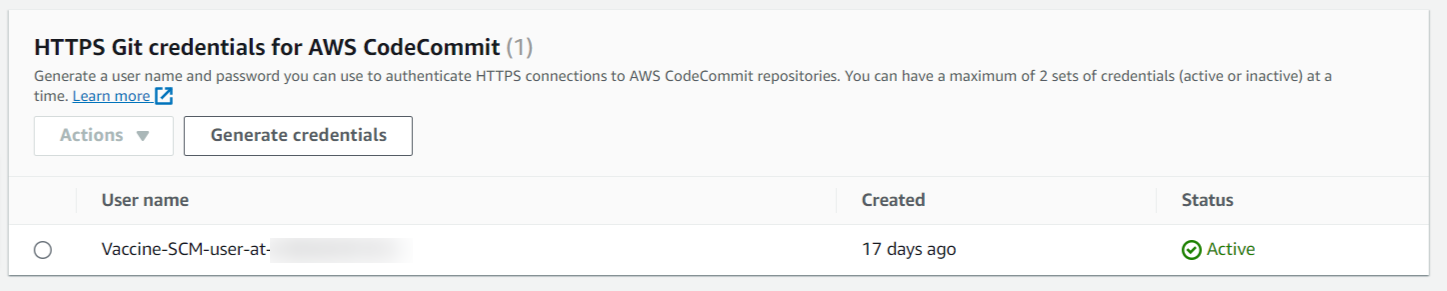 HTTPS Git credentials for AWS CodeCommit (1)
Generate a user name and password you can use to authenticate HTTPS connections to AWS CodeCommit repositories. You can have a maximum of 2 sets of credentials (active or inactive) at a
time. Learn more
Actions Generate credentials
User name Created Status
Vaccine-SCM-user-at- 17 days ago Active